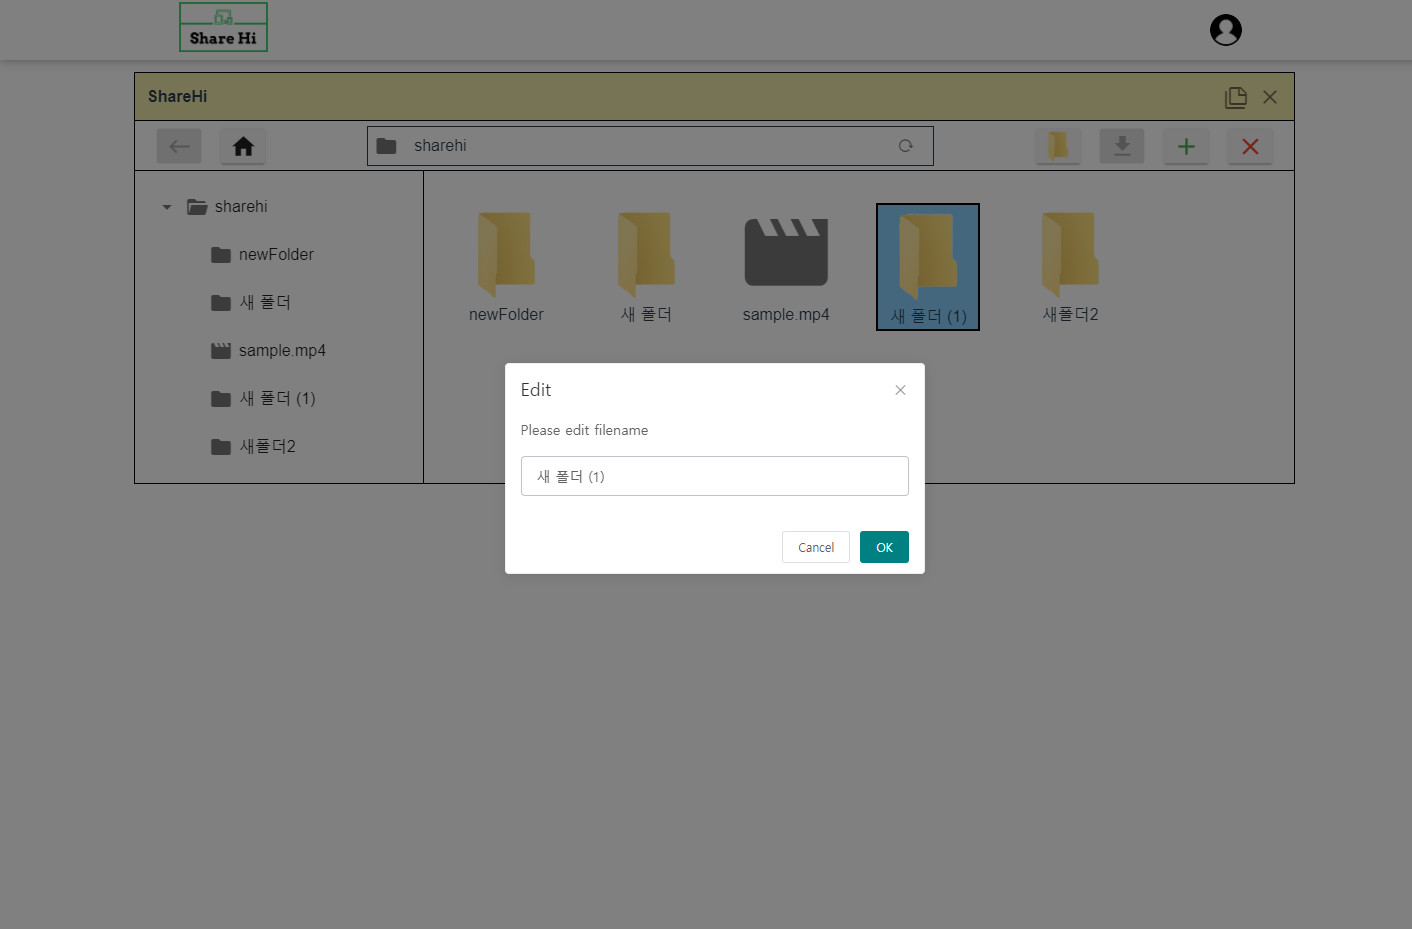 Share Hi
ShareHi
sharehi
sharehi
newFolder
새 폴더
sample.mp4
새 폴더 (1)
새폴더2
newFolder
새 폴더
sample.mp4
새 폴더 (1)
새폴더2
Edit
Please edit filename
새 폴더 (1)
Cancel
OK